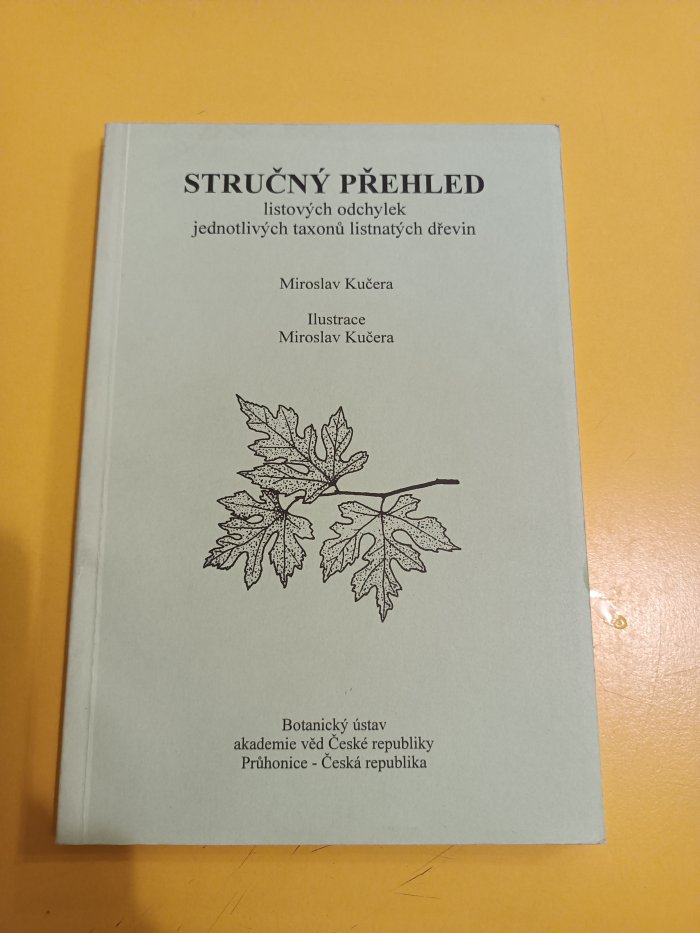 STRUČNÝ PŘEHLED
listových odchylek
jednotlivých taxonů listnatých dřevin
Miroslav Kučera
Ilustrace
Miroslav Kučera
Botanický ústav
akademie věd České republiky
Průhonice - Česká republika